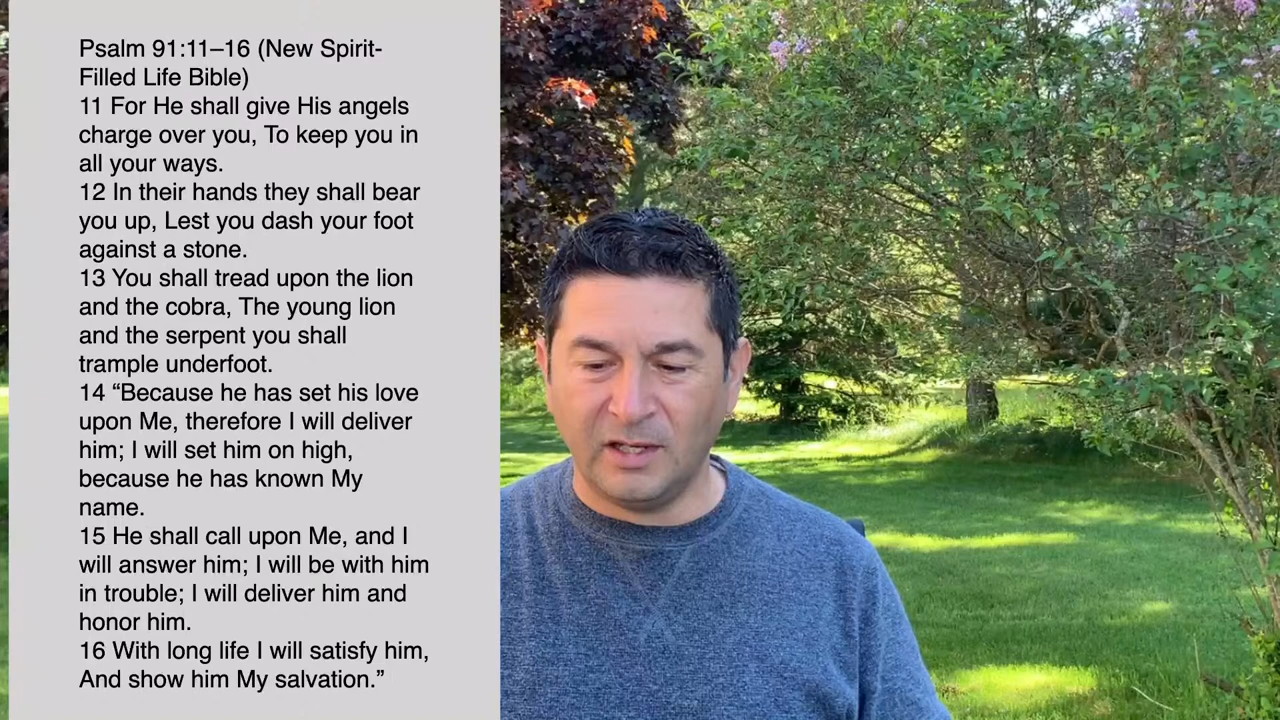 Psalm 91:11–16 (New Spirit-
Filled Life Bible)
11 For He shall give His angels
charge over you, To keep you in
all your ways.
12 In their hands they shall bear
you up, Lest you dash your foot
against a stone.
13 You shall tread upon the lion
and the cobra, The young lion
and the serpent you shall
trample underfoot.
14 “Because he has set his love
upon Me, therefore I will deliver
him; I will set him on high,
because he has known My
name.
15 He shall call upon Me, and I
will answer him; I will be with him
in trouble; I will deliver him and
honor him.
16 With long life I will satisfy him,
And show him My salvation.”